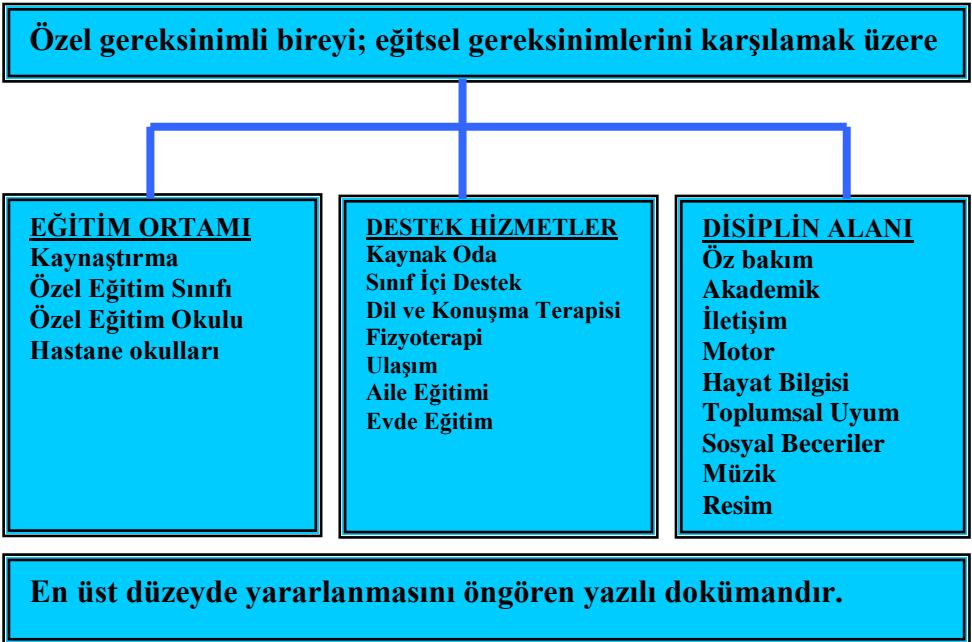 Özel gereksinimli bireyi; eğitsel gereksinimlerini karşılamak üzere
EĞİTİM ORTAMI
Kaynaştırma
Özel Eğitim Sınıfı
Özel Eğitim Okulu
Hastane okulları
DESTEK HİZMETLER
Kaynak Oda
Sınıf İçi Destek
Dil ve Konuşma Terapisi
Fizyoterapi
Ulaşım
Aile Eğitimi
Evde Eğitim
DİSİPLİN ALANI
Öz bakım
Akademik
İletişim
Motor
Hayat Bilgisi
Toplumsal Uyum
Sosyal Beceriler
Müzik
Resim
En üst düzeyde yararlanmasını öngören yazılı dokümandır.